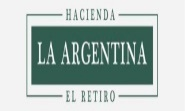 HACIENDA
LA ARGENTINA
EL RETIRO